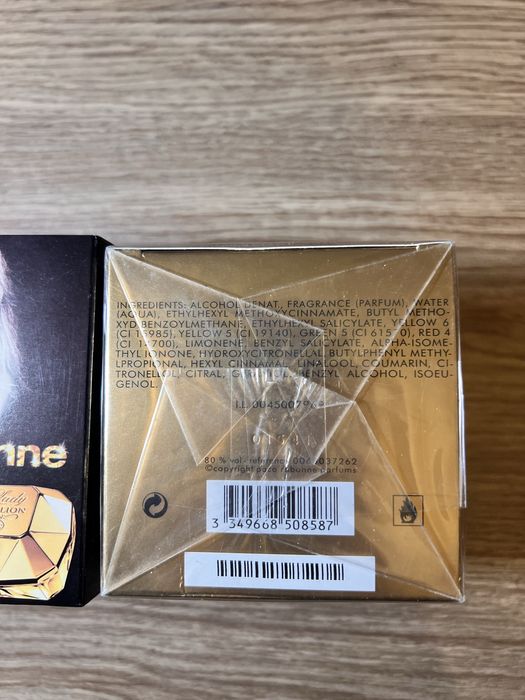 INGREDIENTS: ALCOHOL DENAT, FRAGRANCE (PARFUM), WATER
(AQUA), ETHYLHEXYL METHOXYCINNAMATE, BUTYL METHO-
XYDIBENZOYLMETHANE, ETHYLHEXYL SALICYLATE, YELLOW 6
(CI 15985), YELLOW 5 (CI 19140), GREEN 5 (CI 61570), RED 4
(CI 14700), LIMONENE, BENZYL SALICYLATE, ALPHA-ISOME-
THYL IONONE, HYDROXYCITRONELLAL, BUTYLPHENYL METHY-
LPROPIONAL, HEXYL CINNAMAL, LINALOOL, COUMARIN, CI-
TRONELLOL, CITRAL, GERANIOL, BENZYL ALCOHOL, ISOEU-
GENOL.
I.L.
80 % vol - reference
©copyright paco rabanne parfums
3 349668 508587
nne
lady